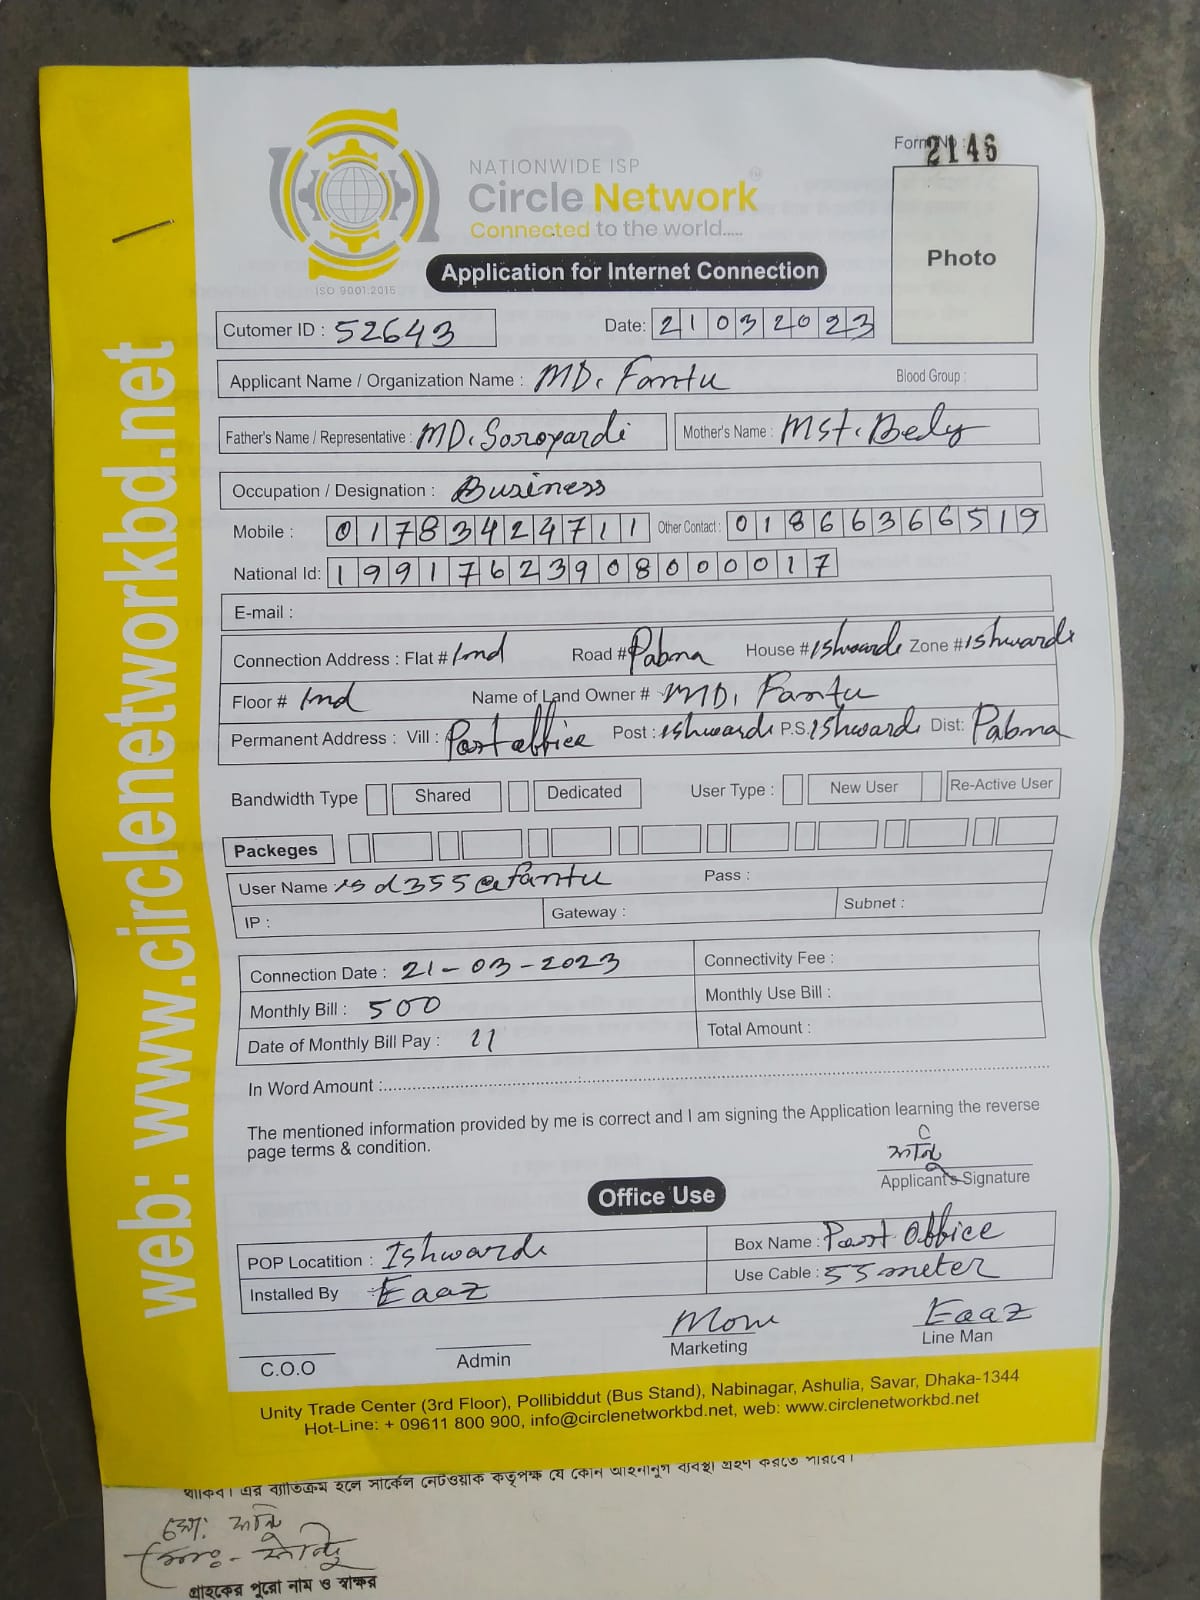 web: www.circlenetworkbd.net
Form No : 2146
NATIONWIDE ISP
Circle Network
Connected to the world.....
ISO 9001:2015
Application for Internet Connection
Photo
Cutomer ID : 52643 Date: 21032023
Applicant Name / Organization Name : MD. Fantu Blood Group :
Father's Name / Representative : MD. Soroyardi Mother's Name : Mst. Bedy
Occupation / Designation : Business
Mobile : 01783424711 Other Contact : 01866366519
National Id: 19917623908000017
E-mail :
Connection Address : Flat # 1nd Road # Pabna House # Ishwardi Zone # Ishwardi
Floor # 1nd Name of Land Owner # MD. Fantu
Permanent Address : Vill : Post office Post : ishwardi P.S. Ishwardi Dist: Pabna
Bandwidth Type Shared Dedicated User Type : New User Re-Active User
Packeges
User Name : isd355@fantu Pass :
IP : Gateway : Subnet :
Connection Date : 21-03-2023 Connectivity Fee :
Monthly Bill : 500 Monthly Use Bill :
Date of Monthly Bill Pay : 21 Total Amount :
In Word Amount :
The mentioned information provided by me is correct and I am signing the Application learning the reverse
page terms & condition.
Applicant's Signature
Office Use
POP Locatition : Ishwardi Box Name : Post Office
Installed By Eaaz Use Cable : 55 meter
Mom Eaaz
C.O.O Admin Marketing Line Man
Unity Trade Center (3rd Floor), Pollibiddut (Bus Stand), Nabinagar, Ashulia, Savar, Dhaka-1344
Hot-Line: + 09611 800 900, info@circlenetworkbd.net, web: www.circlenetworkbd.net
থাকিব। এর ব্যাতিক্রম হলে সার্কেল নেটওয়ার্ক কর্তৃপক্ষ যে কোন আইনানুগ ব্যবস্থা গ্রহণ করতে পারবে।
গ্রাহকের পুরো নাম ও স্বাক্ষর